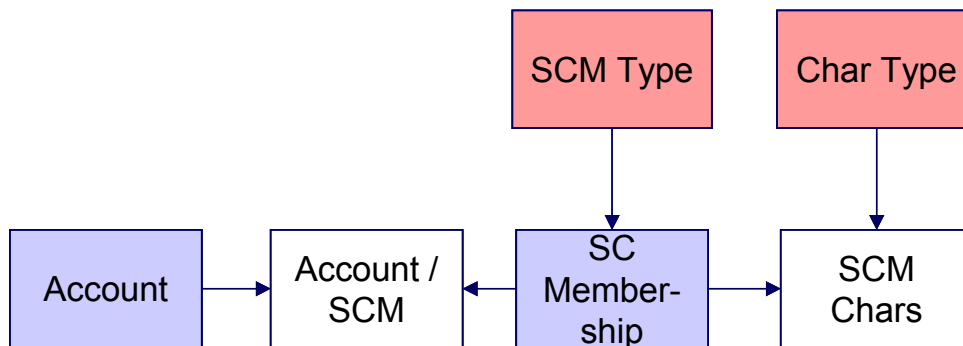 SCM Type
Char Type
Account
Account /
SCM
SC
Member-
ship
SCM
Chars